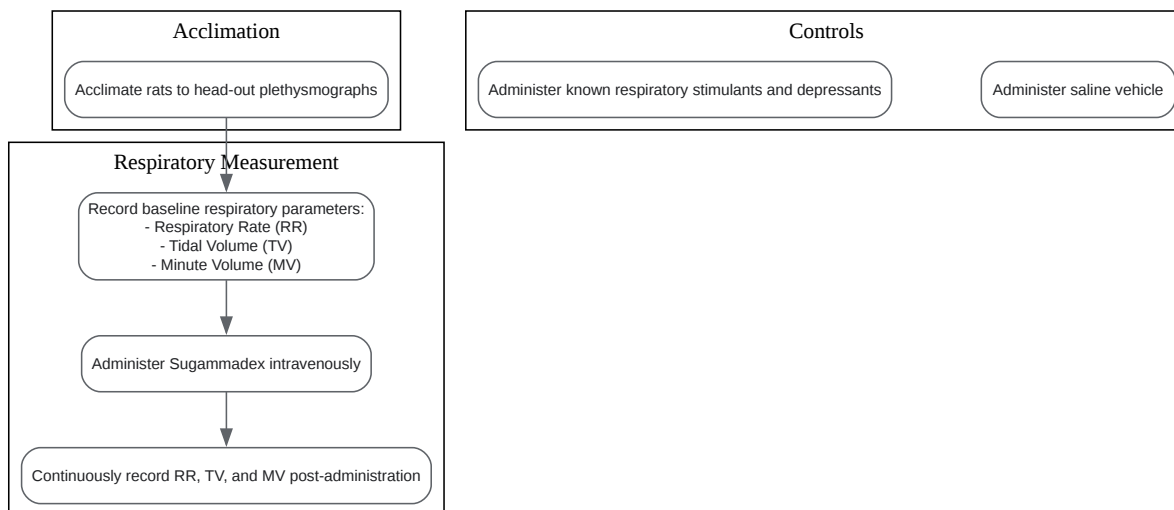 Acclimation
Acclimate rats to head-out plethysmographs
Controls
Administer known respiratory stimulants and depressants
Administer saline vehicle
Respiratory Measurement
Record baseline respiratory parameters:
- Respiratory Rate (RR)
- Tidal Volume (TV)
- Minute Volume (MV)
Administer Sugammadex intravenously
Continuously record RR, TV, and MV post-administration